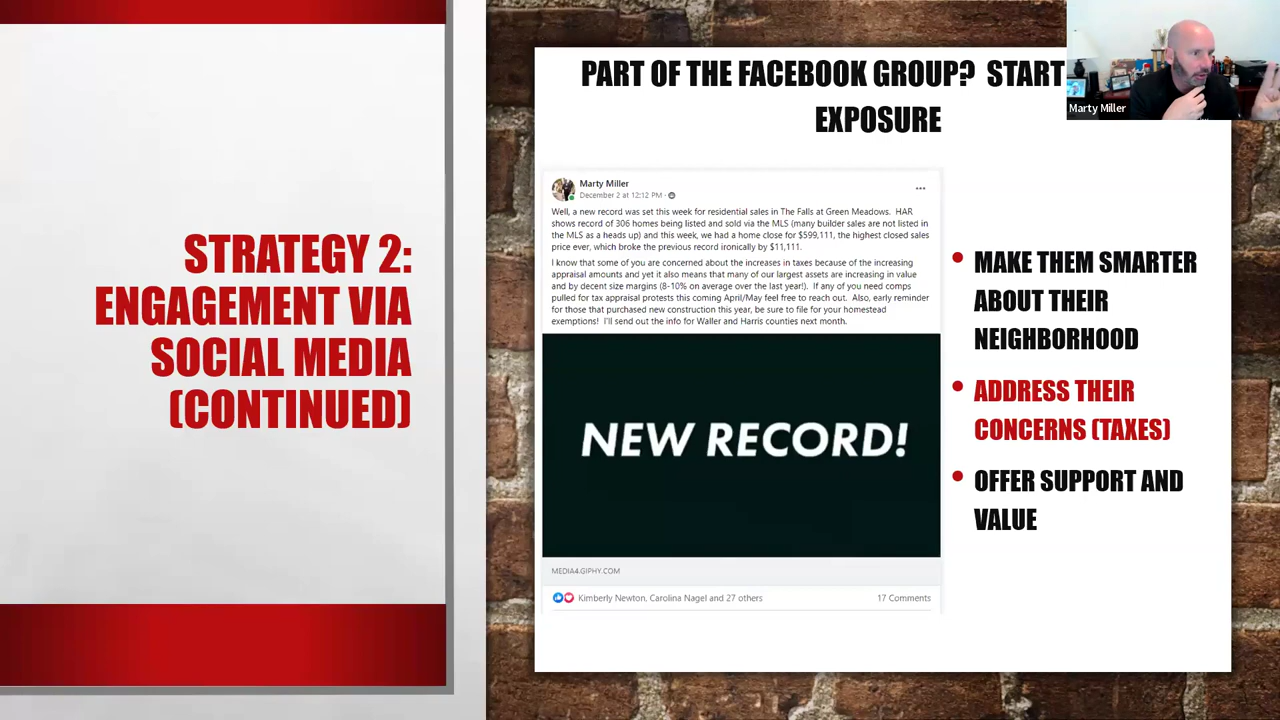 STRATEGY 2:
ENGAGEMENT VIA
SOCIAL MEDIA
(CONTINUED)
PART OF THE FACEBOOK GROUP? START
EXPOSURE
Marty Miller
Marty Miller
December 2 at 12:12 PM ·
Well, a new record was set this week for residential sales in The Falls at Green Meadows. HAR
shows record of 306 homes being listed and sold via the MLS (many builder sales are not listed in
the MLS as a heads up) and this week, we had a home close for $599,111, the highest closed sales
price ever, which broke the previous record ironically by $11,111.
I know that some of you are concerned about the increases in taxes because of the increasing
appraisal amounts and yet it also means that many of our largest assets are increasing in value
and by decent size margins (8-10% on average over the last year!). If any of you need comps
pulled for tax appraisal protests this coming April/May feel free to reach out. Also, early reminder
for those that purchased new construction this year, be sure to file for your homestead
exemptions! I'll send out the info for Waller and Harris counties next month.
NEW RECORD!
MEDIA4.GIPHY.COM
Kimberly Newton, Carolina Nagel and 27 others
17 Comments
• MAKE THEM SMARTER
ABOUT THEIR
NEIGHBORHOOD
• ADDRESS THEIR
CONCERNS (TAXES)
• OFFER SUPPORT AND
VALUE